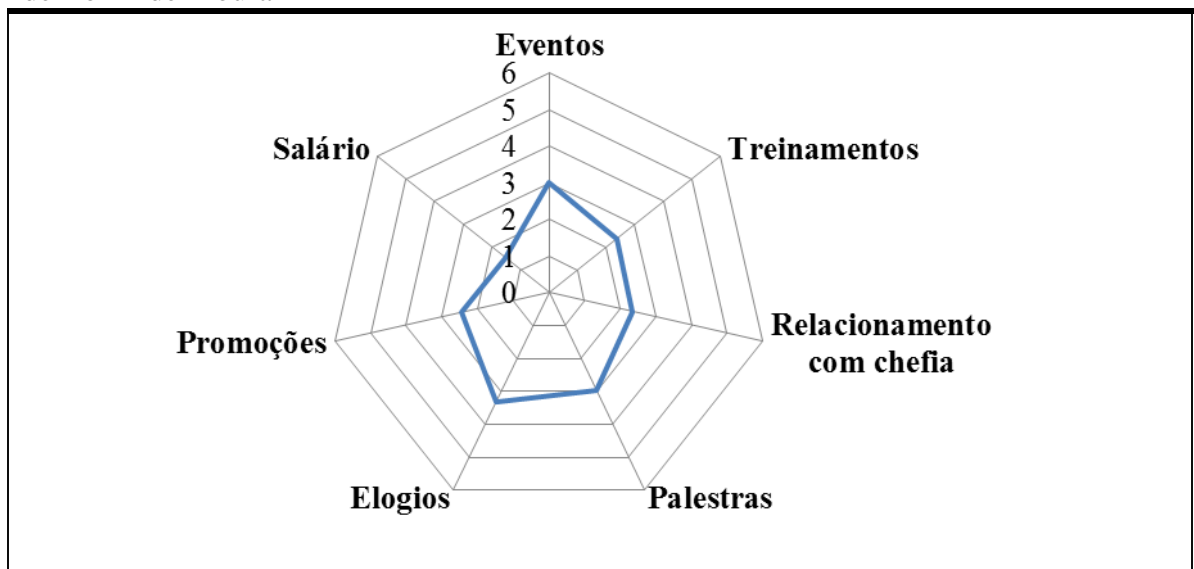 Eventos
6
5
4
3
2
1
0
Salário
Treinamentos
Promoções
Relacionamento
com chefia
Elogios
Palestras